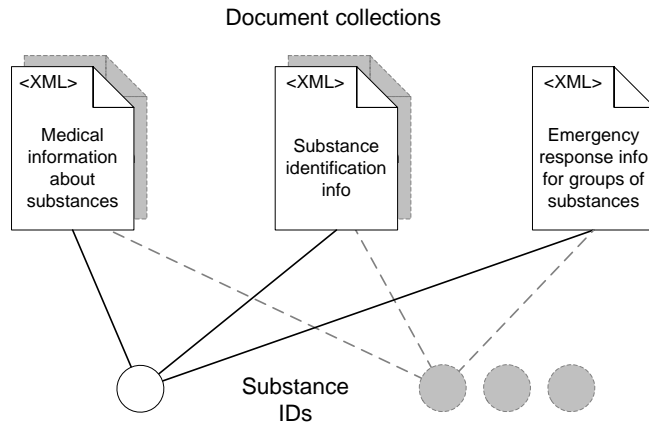 Document collections
<XML>
Medical
information
about
substances
<XML>
Substance
identification
info
<XML>
Emergency
response info
for groups of
substances
Substance
IDs